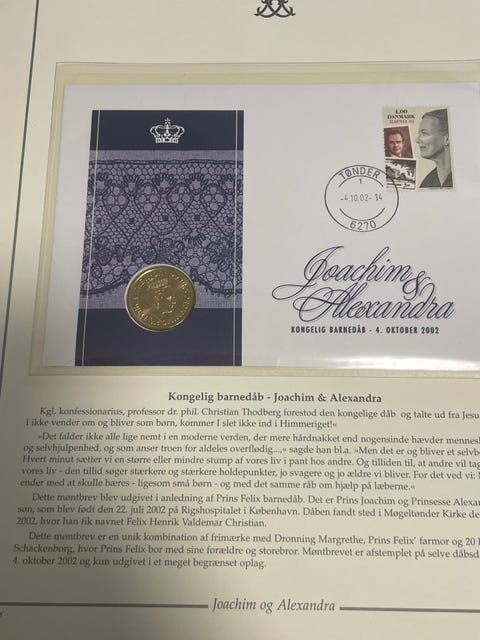 4.00
DANMARK
HAFNIA 01
TØNDER
1
-4.10.02-14
6270
Joachim
& Alexandra
KONGELIG BARNEDÅB - 4. OKTOBER 2002
Kongelig barnedåb - Joachim & Alexandra
Kgl. konfessionarius, professor dr. phil. Christian Thodberg forestod den kongelige dåb og talte ud fra Jesu
I ikke vender om og bliver som børn, kommer I slet ikke ind i Himmeriget!«
»Det falder ikke alle lige nemt i en moderne verden, der mere hårdnakket end nogensinde hævder mennesk
og selvhjulpenhed, og som anser troen for aldeles overflødig...,« sagde han bl.a. »Men det er og bliver et selvb
Hvert minut sætter vi en større eller mindre stump af vores liv i pant hos andre. Og tilliden til, at andre vil tag
vores liv - den tillid søger stærkere og stærkere holdepunkter, jo svagere og jo ældre vi bliver. For det ved vi:
ender med at skulle bæres - ligesom små børn - og med det samme råb om hjælp på læberne.«
Dette møntbrev blev udgivet i anledning af Prins Felix barnedåb. Det er Prins Joachim og Prinsesse Alexan
søn, som blev født den 22. juli 2002 på Rigshospitalet i København. Dåben fandt sted i Møgeltønder Kirke de
2002, hvor han fik navnet Felix Henrik Valdemar Christian.
Dette møntbrev er en unik kombination af frimærke med Dronning Margrethe, Prins Felix' farmor og 20
Schackenborg, hvor Prins Felix bor med sine forældre og storebror. Møntbrevet er afstemplet på selve dåbsd
4. oktober 2002 og kun udgivet i et meget begrænset oplag.
Joachim og Alexandra